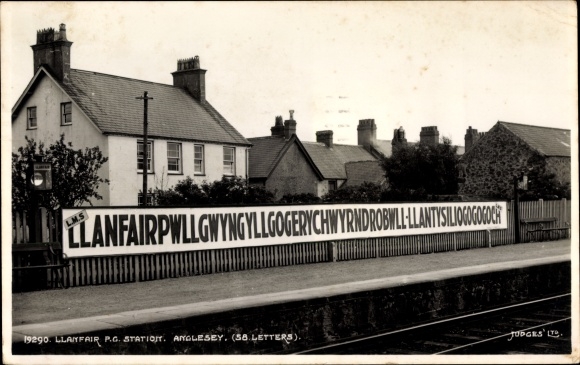 L.M.S.
LLANFAIRPWLLGWYNGYLLGOGERYCHWYRNDROBWLL-LLANTYSILIOGOGOGOCH
19290. LLANFAIR P.G. STATION. ANGLESEY. (58 LETTERS)
JUDGES' LTD.